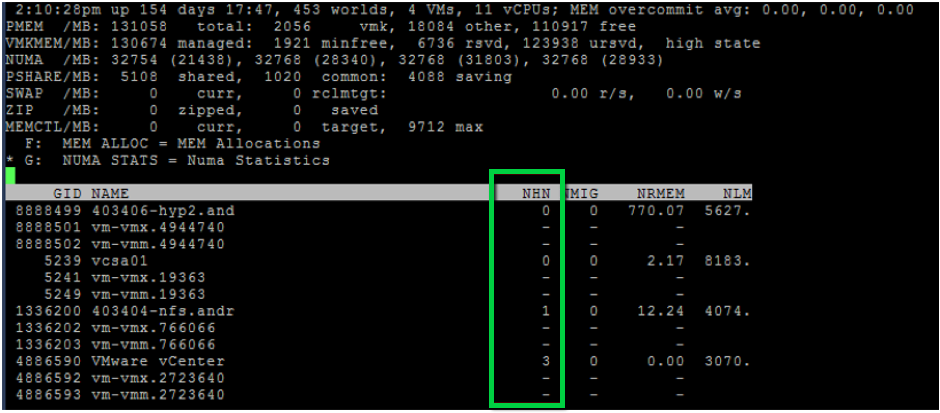 2:10:28pm up 154 days 17:47, 453 worlds, 4 VMs, 11 vCPUs; MEM overcommit avg: 0.00, 0.00, 0.00
PMEM  /MB: 131058   total: 2056     vmk, 18084 other, 110917 free
VMKMEM/MB: 130674 managed:  1921 minfree,  6736 rsvd, 123938 ursvd,  high state
NUMA  /MB: 32754 (21438), 32768 (28340), 32768 (31803), 32768 (28933)
PSHARE/MB:  5108  shared,  1020  common:  4088 saving
SWAP  /MB:     0    curr,     0 rclmtgt:                 0.00 r/s,   0.00 w/s
ZIP   /MB:     0  zipped,     0   saved
MEMCTL/MB:     0    curr,     0  target,  9712 max
F:  MEM ALLOC = MEM Allocations
* G:  NUMA STATS = Numa Statistics
GID NAME NHN NMIG NRMEM NLM
8888499 403406-hyp2.and 0 0 770.07 5627.
8888501 vm-vmx.4944740 - - -
8888502 vm-vmm.4944740 - - -
5239 vcsa01 0 0 2.17 8183.
5241 vm-vmx.19363 - - -
5249 vm-vmm.19363 - - -
1336200 403404-nfs.andr 1 0 12.24 4074.
1336202 vm-vmx.766066 - - -
1336203 vm-vmm.766066 - - -
4886590 VMware vCenter 3 0 0.00 3070.
4886592 vm-vmx.2723640 - - -
4886593 vm-vmm.2723640 - - -